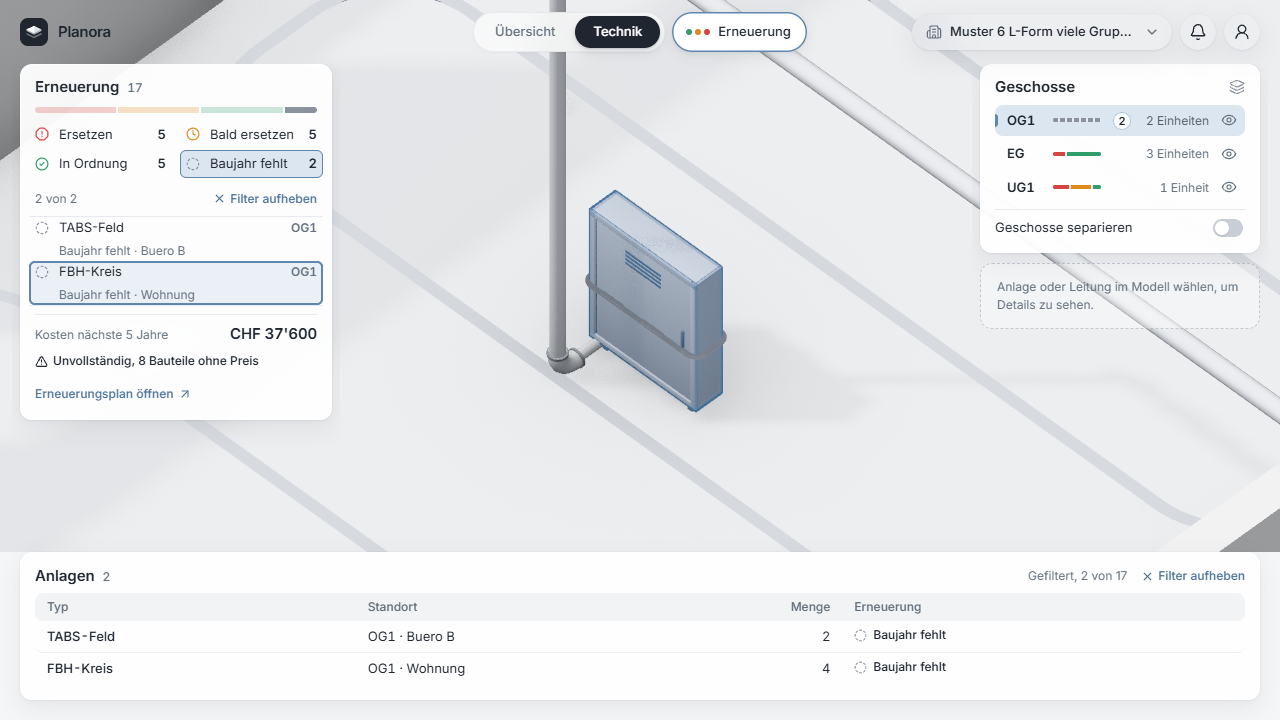 Planora
Übersicht
Technik
Erneuerung
Muster 6 L-Form viele Grup...
Erneuerung 17
Ersetzen 5
Bald ersetzen 5
In Ordnung 5
Baujahr fehlt 2
2 von 2
Filter aufheben
TABS-Feld OG1
Baujahr fehlt · Buero B
FBH-Kreis OG1
Baujahr fehlt · Wohnung
Kosten nächste 5 Jahre CHF 37'600
Unvollständig, 8 Bauteile ohne Preis
Erneuerungsplan öffnen
Geschosse
OG1 2 2 Einheiten
EG 3 Einheiten
UG1 1 Einheit
Geschosse separieren
Anlage oder Leitung im Modell wählen, um
Details zu sehen.
Anlagen 2
Gefiltert, 2 von 17
Filter aufheben
Typ Standort Menge Erneuerung
TABS-Feld OG1 · Buero B 2 Baujahr fehlt
FBH-Kreis OG1 · Wohnung 4 Baujahr fehlt